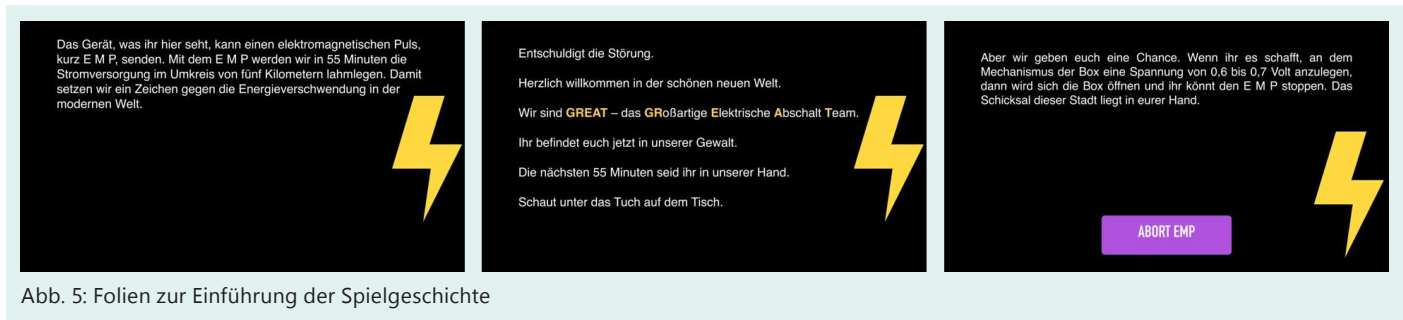 Das Gerät, was ihr hier seht, kann einen elektromagnetischen Puls,
kurz E M P, senden. Mit dem E M P werden wir in 55 Minuten die
Stromversorgung im Umkreis von fünf Kilometern lahmlegen. Damit
setzen wir ein Zeichen gegen die Energieverschwendung in der
modernen Welt.
Entschuldigt die Störung.
Herzlich willkommen in der schönen neuen Welt.
Wir sind GREAT – das GRoßartige Elektrische Abschalt Team.
Ihr befindet euch jetzt in unserer Gewalt.
Die nächsten 55 Minuten seid ihr in unserer Hand.
Schaut unter das Tuch auf dem Tisch.
Aber wir geben euch eine Chance. Wenn ihr es schafft, an dem
Mechanismus der Box eine Spannung von 0,6 bis 0,7 Volt anzulegen,
dann wird sich die Box öffnen und ihr könnt den E M P stoppen. Das
Schicksal dieser Stadt liegt in eurer Hand.
ABORT EMP
Abb. 5: Folien zur Einführung der Spielgeschichte